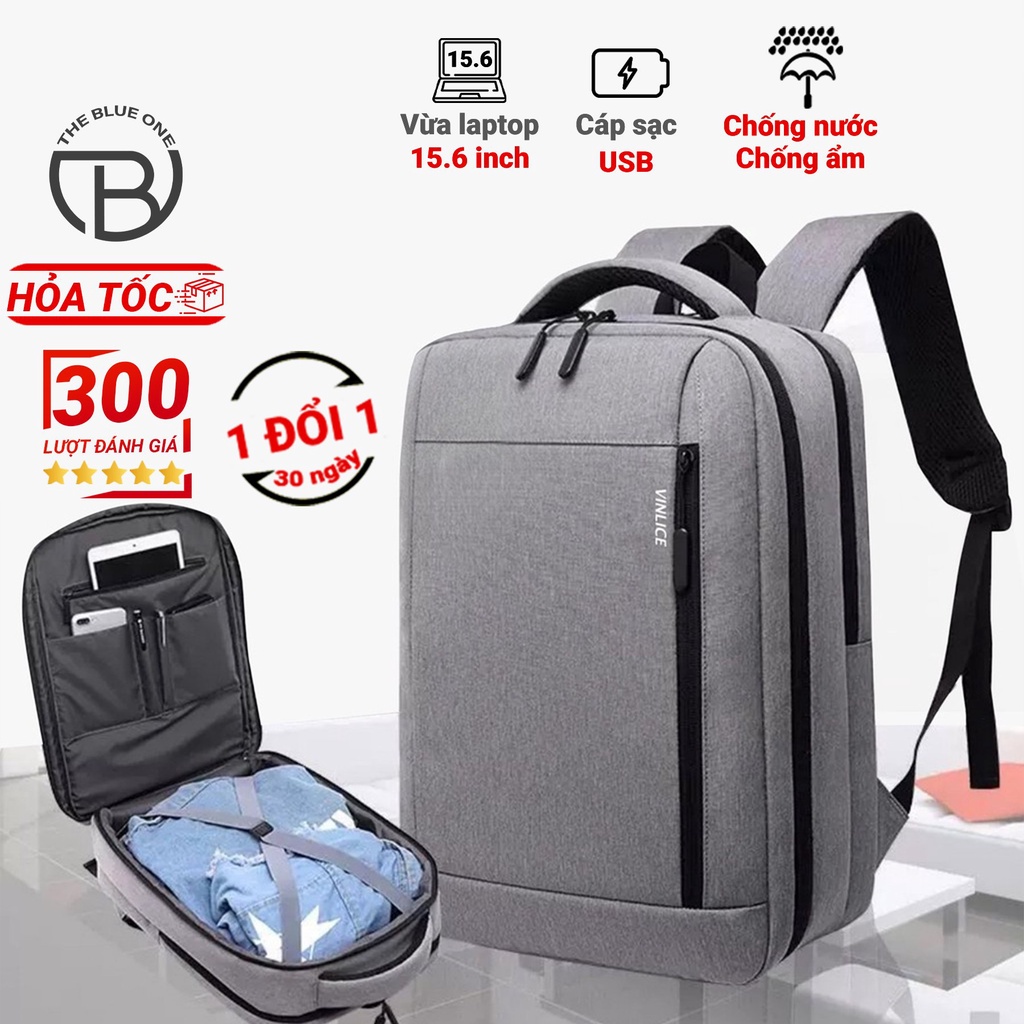 THE BLUE ONE
B
HỎA TỐC
300
LƯỢT ĐÁNH GIÁ
1 ĐỔI 1
30 ngày
15.6
Vừa laptop
15.6 inch
Cáp sạc
USB
Chống nước
Chống ẩm
VINLICE